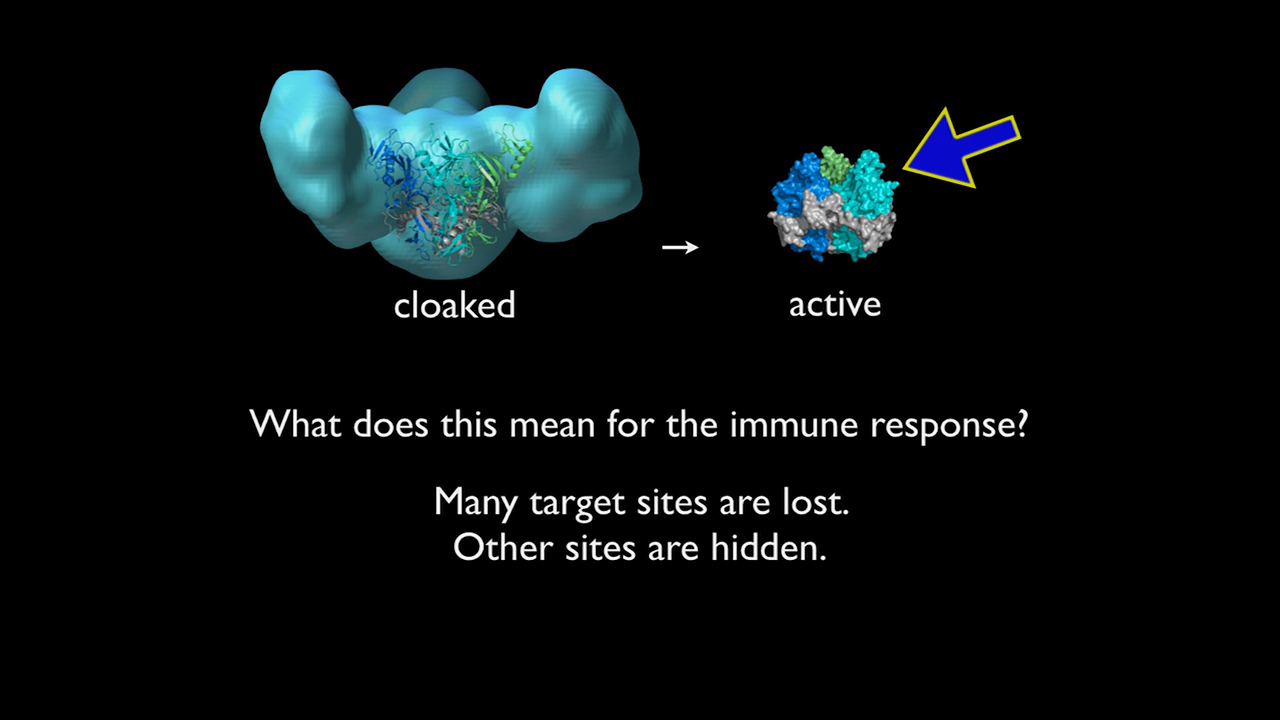 cloaked
active
What does this mean for the immune response?
Many target sites are lost.
Other sites are hidden.